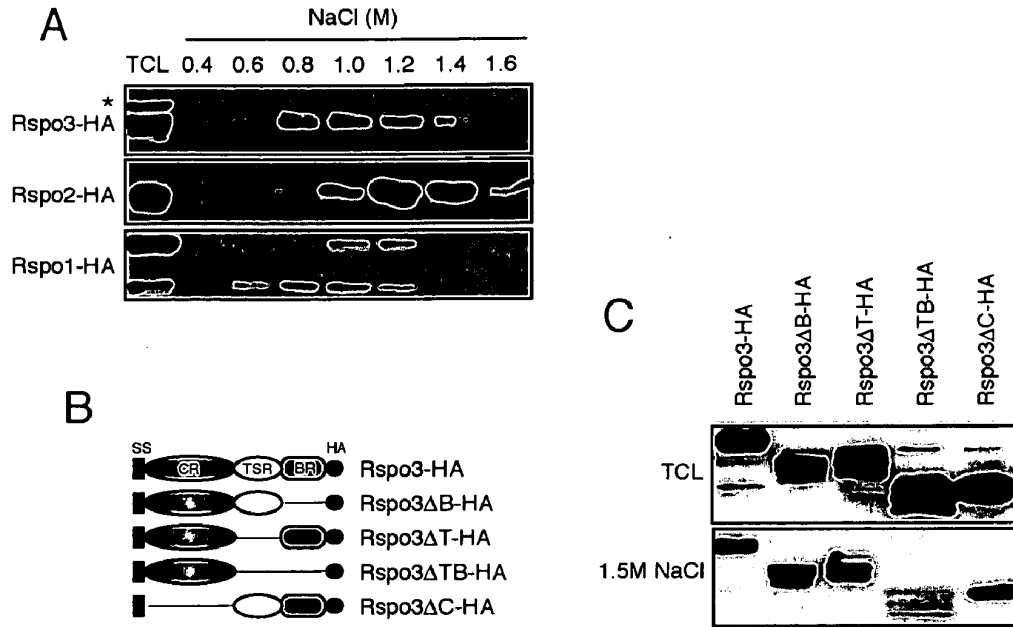 A
NaCl (M)
TCL 0.4 0.6 0.8 1.0 1.2 1.4 1.6
*
Rspo3-HA
Rspo2-HA
Rspo1-HA
B
SS HA
CR TSR BR Rspo3-HA
Rspo3ΔB-HA
Rspo3ΔT-HA
Rspo3ΔTB-HA
Rspo3ΔC-HA
C
Rspo3-HA
Rspo3ΔB-HA
Rspo3ΔT-HA
Rspo3ΔTB-HA
Rspo3ΔC-HA
TCL
1.5M NaCl